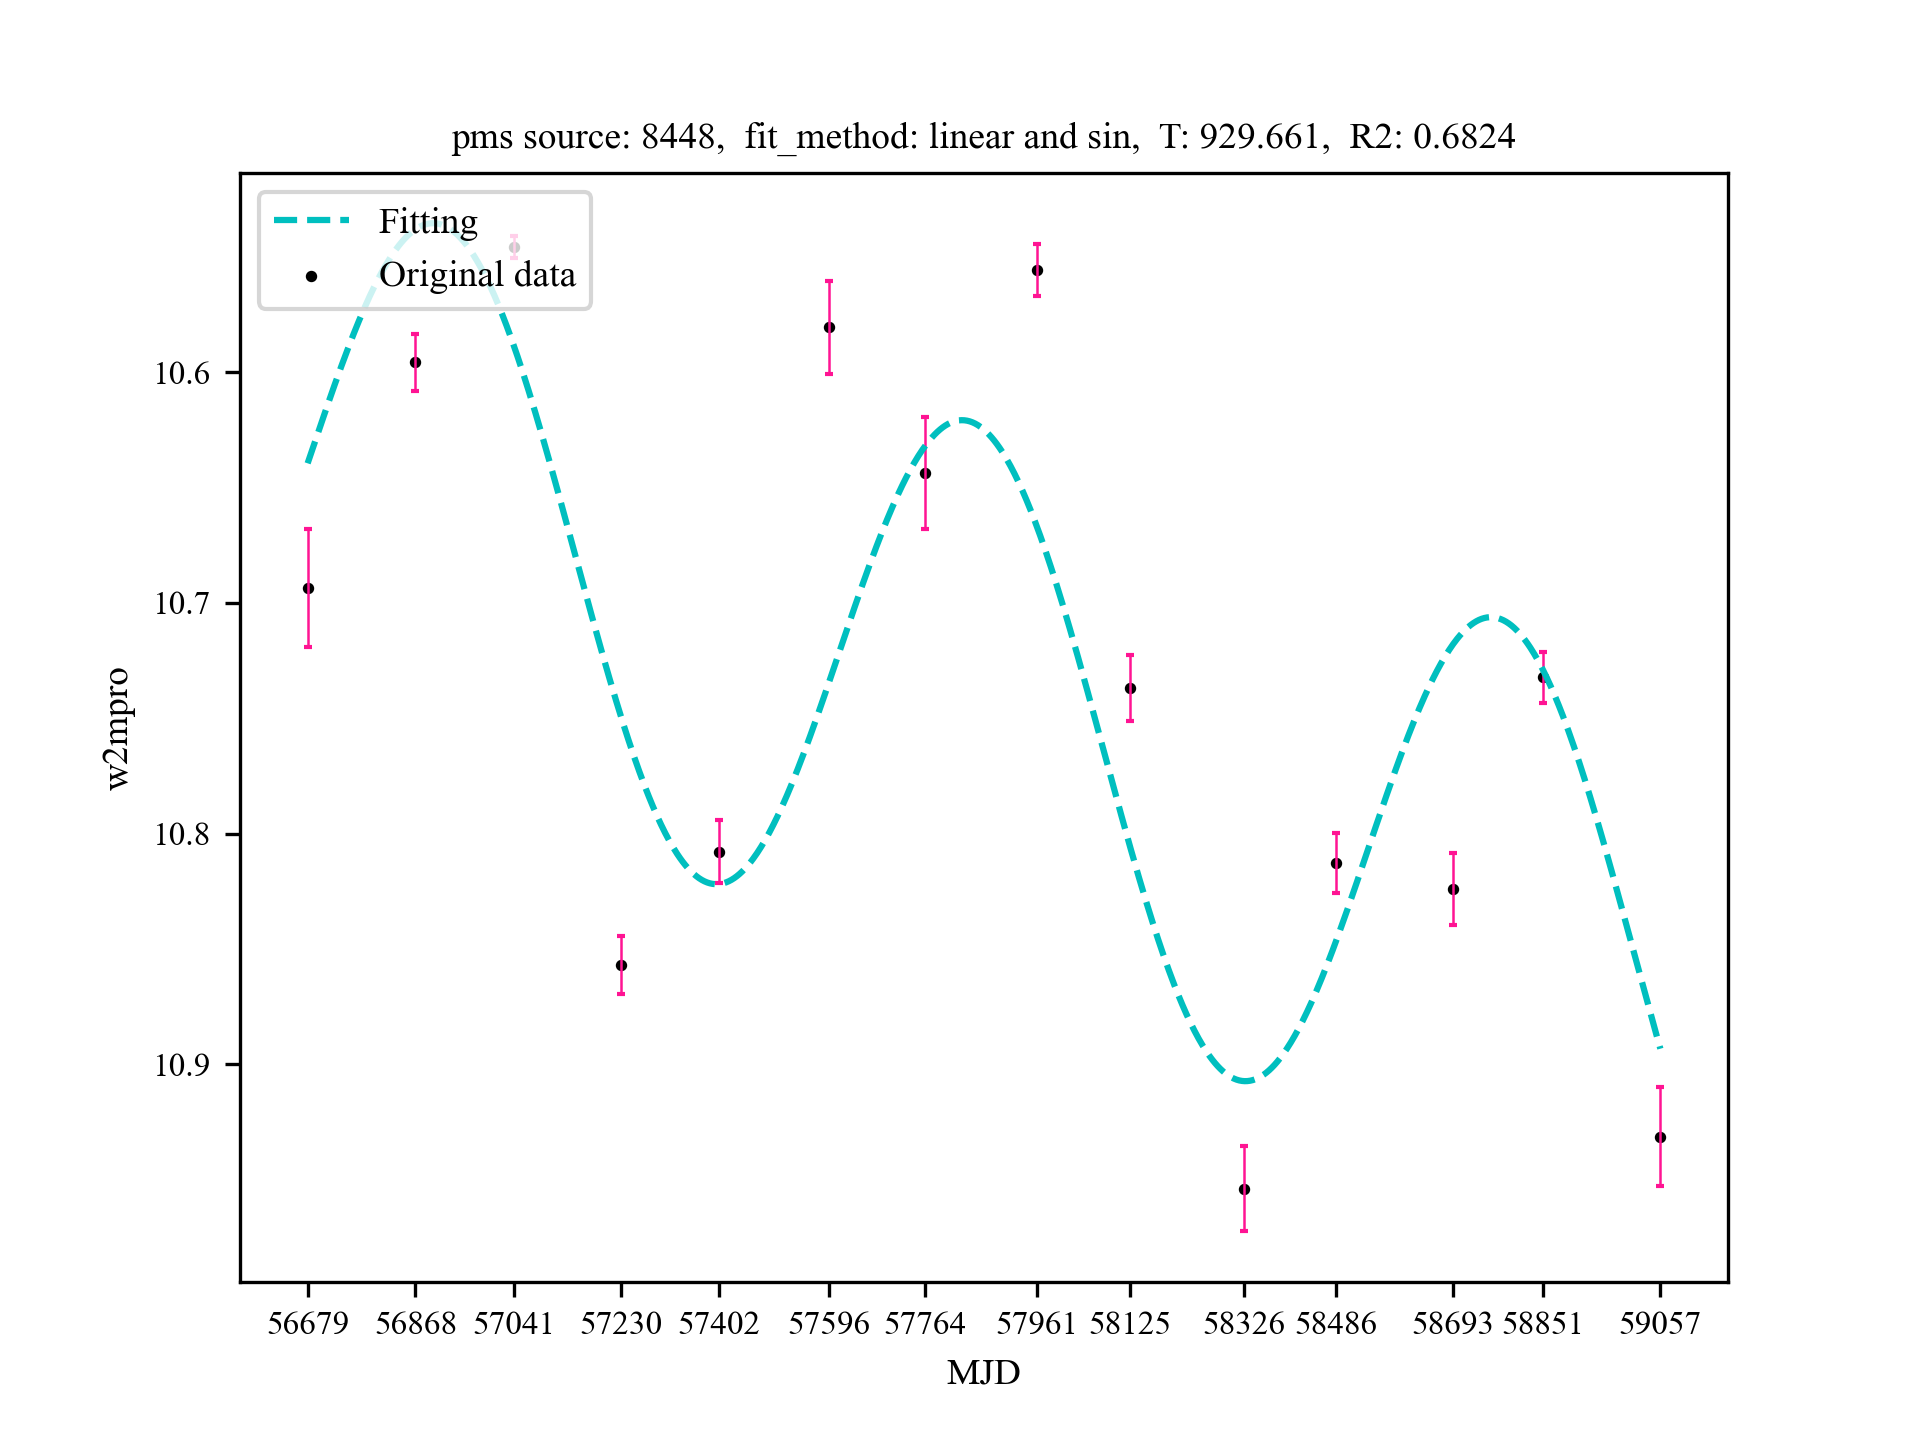 pms source: 8448,  fit_method: linear and sin,  T: 929.661,  R2: 0.6824
Fitting
Original data
10.6
10.7
10.8
10.9
w2mpro
56679 56868 57041 57230 57402 57596 57764 57961 58125 58326 58486 58693 58851 59057
MJD